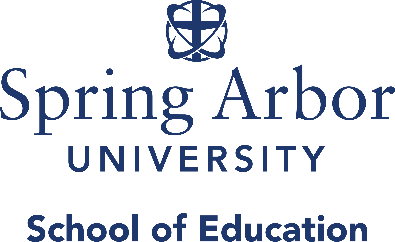 Spring Arbor
UNIVERSITY
School of Education